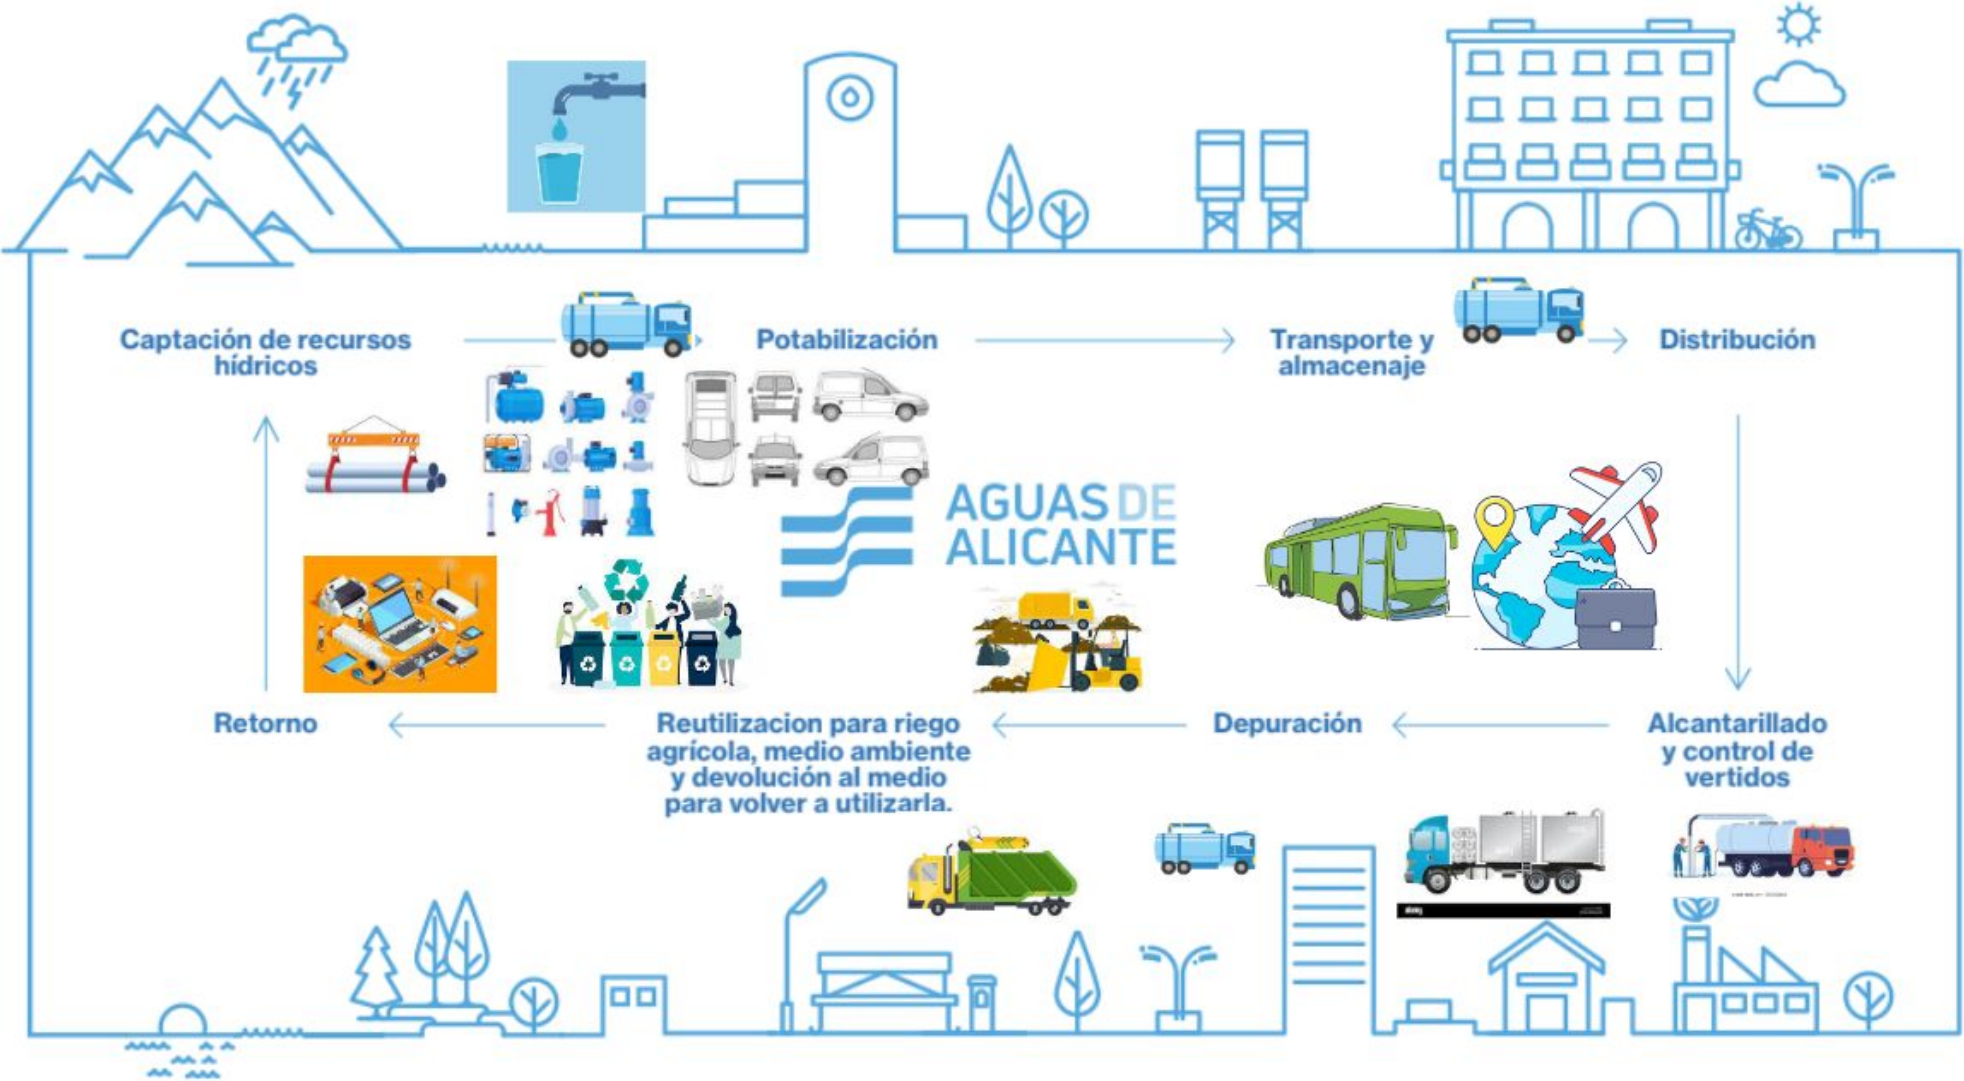 Captación de recursos
hídricos
Potabilización
Transporte y
almacenaje
Distribución
AGUAS DE
ALICANTE
Retorno
Reutilizacion para riego
agrícola, medio ambiente
y devolución al medio
para volver a utilizarla.
Depuración
Alcantarillado
y control de
vertidos
alamy